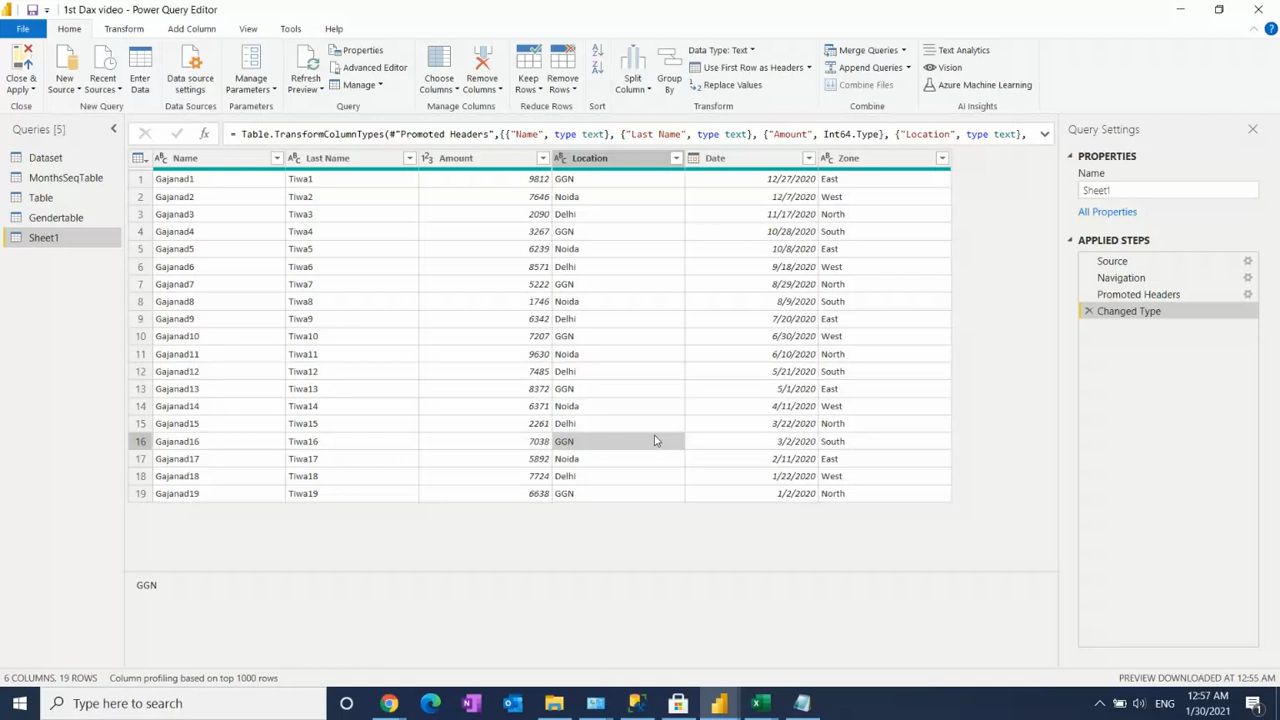 1st Dax video - Power Query Editor
File Home Transform Add Column View Tools Help
Close & Apply New Source Recent Sources Enter Data Data source settings Manage Parameters Refresh Preview Properties Advanced Editor Manage Choose Columns Remove Columns Keep Rows Remove Rows Split Column Group By Data Type: Text Use First Row as Headers Replace Values Merge Queries Append Queries Combine Files Text Analytics Vision Azure Machine Learning
Close New Query Data Sources Parameters Query Manage Columns Reduce Rows Sort Transform Combine AI Insights
Queries [5]
Dataset
MonthsSeqTable
Table
Gendertable
Sheet1
= Table.TransformColumnTypes(#"Promoted Headers",{{"Name", type text}, {"Last Name", type text}, {"Amount", Int64.Type}, {"Location", type text},
Name Last Name Amount Location Date Zone
1 Gajanad1 Tiwa1 9812 GGN 12/27/2020 East
2 Gajanad2 Tiwa2 7646 Noida 12/7/2020 West
3 Gajanad3 Tiwa3 2090 Delhi 11/17/2020 North
4 Gajanad4 Tiwa4 3267 GGN 10/28/2020 South
5 Gajanad5 Tiwa5 6239 Noida 10/8/2020 East
6 Gajanad6 Tiwa6 8571 Delhi 9/18/2020 West
7 Gajanad7 Tiwa7 5222 GGN 8/29/2020 North
8 Gajanad8 Tiwa8 1746 Noida 8/9/2020 South
9 Gajanad9 Tiwa9 6342 Delhi 7/20/2020 East
10 Gajanad10 Tiwa10 7207 GGN 6/30/2020 West
11 Gajanad11 Tiwa11 9630 Noida 6/10/2020 North
12 Gajanad12 Tiwa12 7485 Delhi 5/21/2020 South
13 Gajanad13 Tiwa13 8372 GGN 5/1/2020 East
14 Gajanad14 Tiwa14 6371 Noida 4/11/2020 West
15 Gajanad15 Tiwa15 2261 Delhi 3/22/2020 North
16 Gajanad16 Tiwa16 7038 GGN 3/2/2020 South
17 Gajanad17 Tiwa17 5892 Noida 2/11/2020 East
18 Gajanad18 Tiwa18 7724 Delhi 1/22/2020 West
19 Gajanad19 Tiwa19 6638 GGN 1/2/2020 North
GGN
Query Settings
PROPERTIES
Name
Sheet1
All Properties
APPLIED STEPS
Source
Navigation
Promoted Headers
Changed Type
6 COLUMNS, 19 ROWS Column profiling based on top 1000 rows PREVIEW DOWNLOADED AT 12:55 AM
Type here to search ENG 12:57 AM
1/30/2021